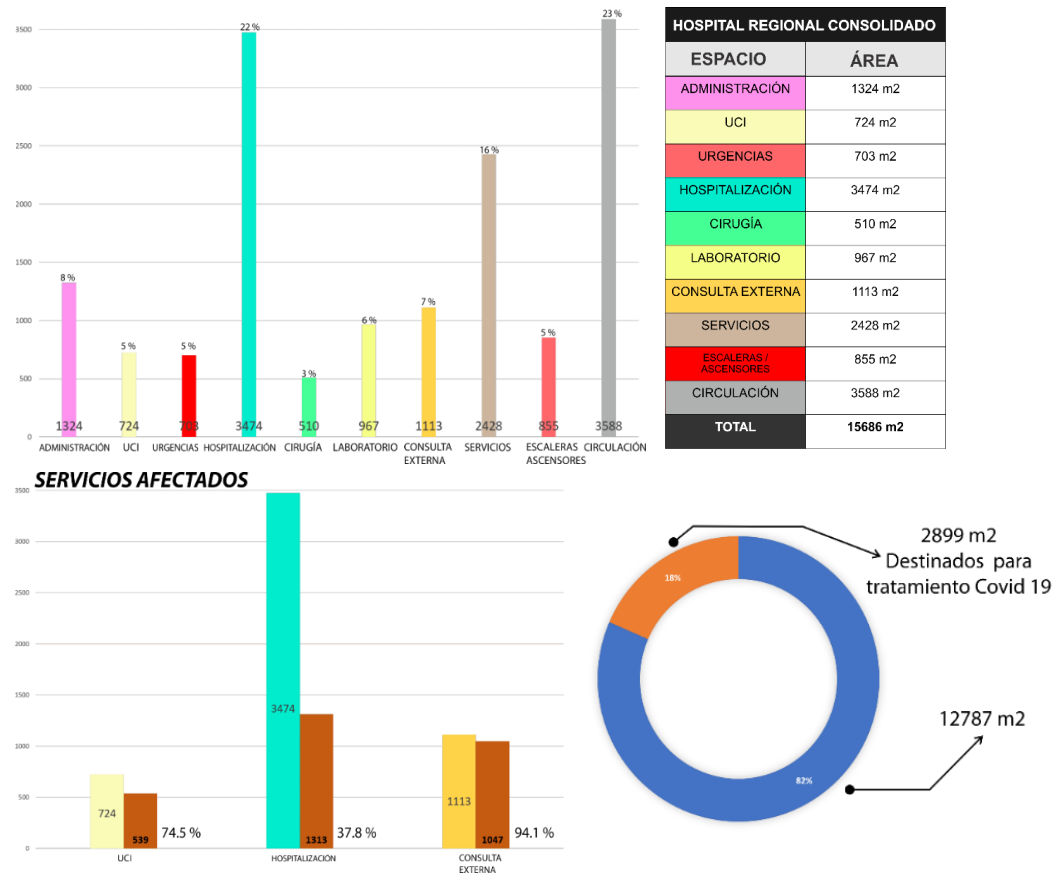 3500
3000
2500
2000
1500
1000
500
0
8 %
5 %
5 %
22 %
3 %
6 %
7 %
16 %
5 %
23 %
1324
724
703
3474
510
967
1113
2428
855
3588
ADMINISTRACIÓN
UCI
URGENCIAS
HOSPITALIZACIÓN
CIRUGÍA
LABORATORIO
CONSULTA
EXTERNA
SERVICIOS
ESCALERAS
ASCENSORES
CIRCULACIÓN
HOSPITAL REGIONAL CONSOLIDADO
ESPACIO ÁREA
ADMINISTRACIÓN 1324 m2
UCI 724 m2
URGENCIAS 703 m2
HOSPITALIZACIÓN 3474 m2
CIRUGÍA 510 m2
LABORATORIO 967 m2
CONSULTA EXTERNA 1113 m2
SERVICIOS 2428 m2
ESCALERAS /
ASCENSORES 855 m2
CIRCULACIÓN 3588 m2
TOTAL 15686 m2
SERVICIOS AFECTADOS
3500
3000
2500
2000
1500
1000
500
0
724
539
74.5 %
3474
1313
37.8 %
1113
1047
94.1 %
UCI
HOSPITALIZACIÓN
CONSULTA
EXTERNA
18%
82%
2899 m2
Destinados para
tratamiento Covid 19
12787 m2